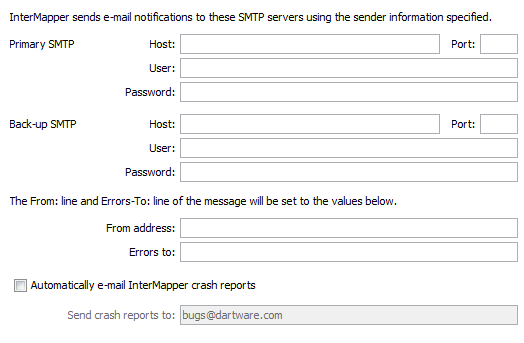 InterMapper sends e-mail notifications to these SMTP servers using the sender information specified.
Primary SMTP Host: Port:
User:
Password:
Back-up SMTP Host: Port:
User:
Password:
The From: line and Errors-To: line of the message will be set to the values below.
From address:
Errors to:
Automatically e-mail InterMapper crash reports
Send crash reports to: bugs@dartware.com